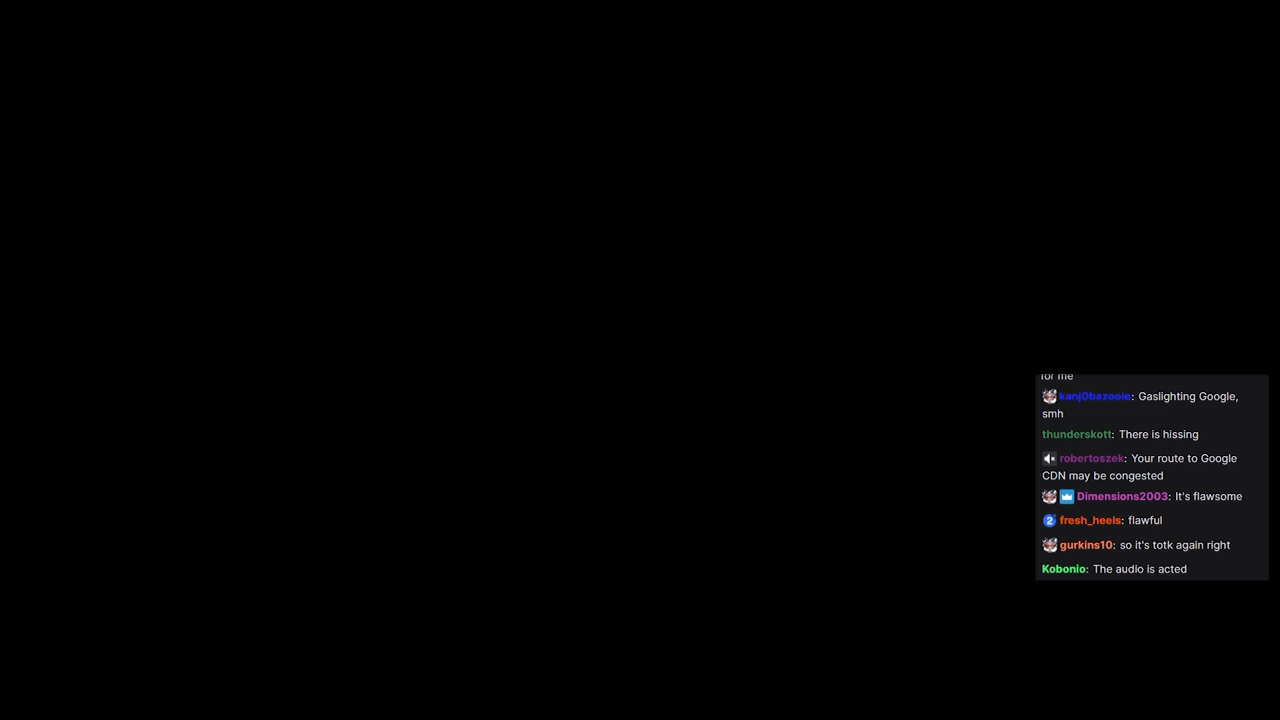 for me
kanj0bazooie: Gaslighting Google,
smh
thunderskott: There is hissing
robertoszek: Your route to Google
CDN may be congested
Dimensions2003: It's flawsome
2 fresh_heels: flawful
gurkins10: so it's totk again right
Kobonio: The audio is acted